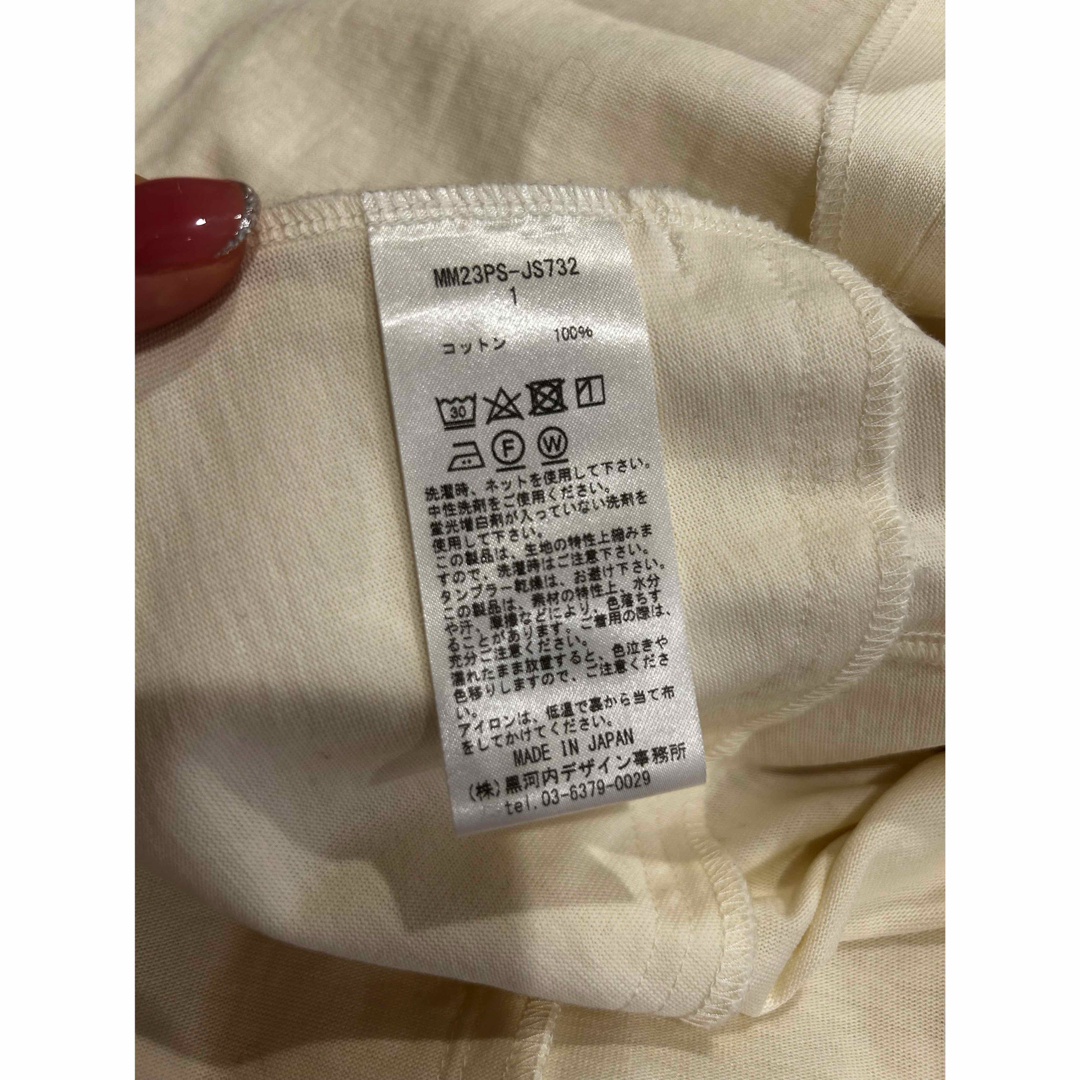 MM23PS-JS732
1
コットン 100%
30
F W
洗濯時、ネットを使用して下さい。
中性洗剤をご使用ください。
蛍光増白剤が入っていない洗剤を
使用して下さい。
この製品は、生地の特性上縮みま
すので、洗濯時はご注意下さい。
タンブラー乾燥は、お避け下さい。
この製品は、素材の特性上、水分
や汗、摩擦などにより、色落ちす
ることがあります。ご着用の際は、
充分ご注意ください。
濡れたまま放置すると、色泣きや
色移りしますので、ご注意くださ
い。
アイロンは、低温で裏から当て布
をしてかけてください。
MADE IN JAPAN
(株)黒河内デザイン事務所
tel.03-6379-0029